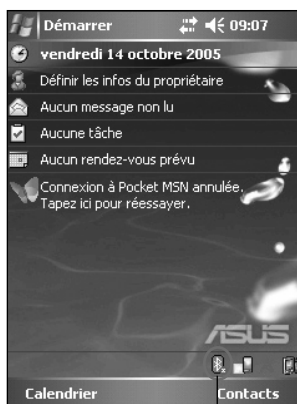 Démarrer 09:07
vendredi 14 octobre 2005
Définir les infos du propriétaire
Aucun message non lu
Aucune tâche
Aucun rendez-vous prévu
Connexion à Pocket MSN annulée.
Tapez ici pour réessayer.
ASUS
Calendrier Contacts